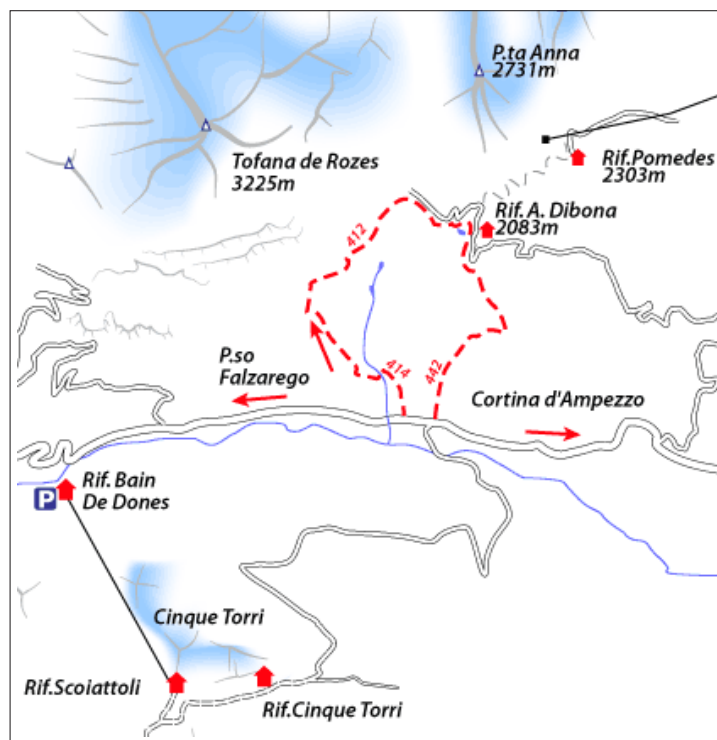 P.ta Anna
2731m
Tofana de Rozes
3225m
Rif.Pomedes
2303m
Rif. A. Dibona
2083m
412
P.so
Falzarego
414
442
Cortina d'Ampezzo
Rif. Bain
De Dones
P
Cinque Torri
Rif.Scoiattoli
Rif.Cinque Torri